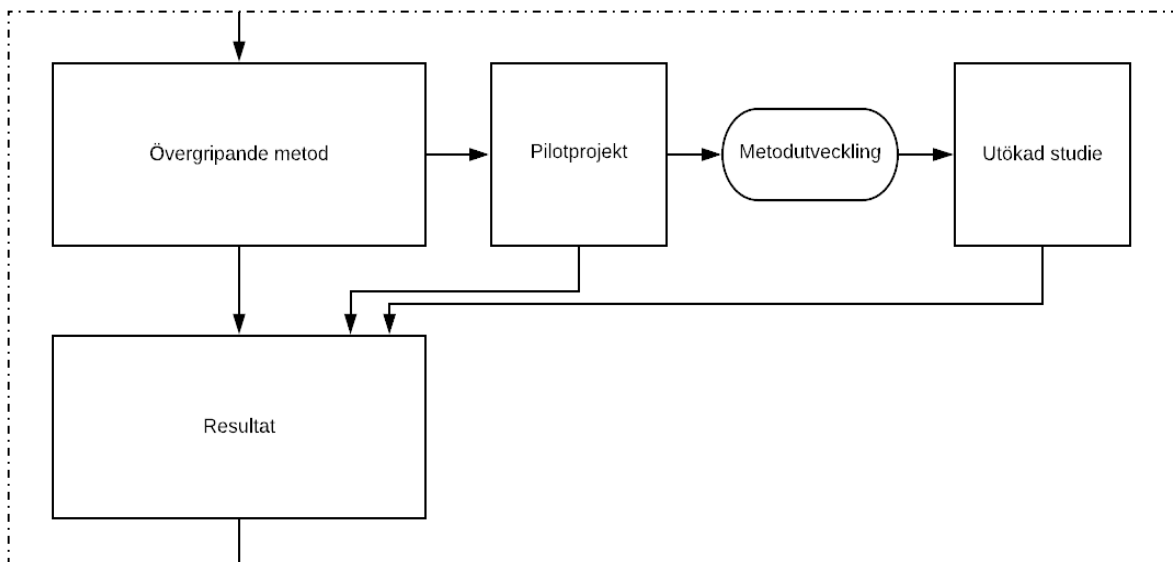 Övergripande metod
Pilotprojekt
Metodutveckling
Utökad studie
Resultat